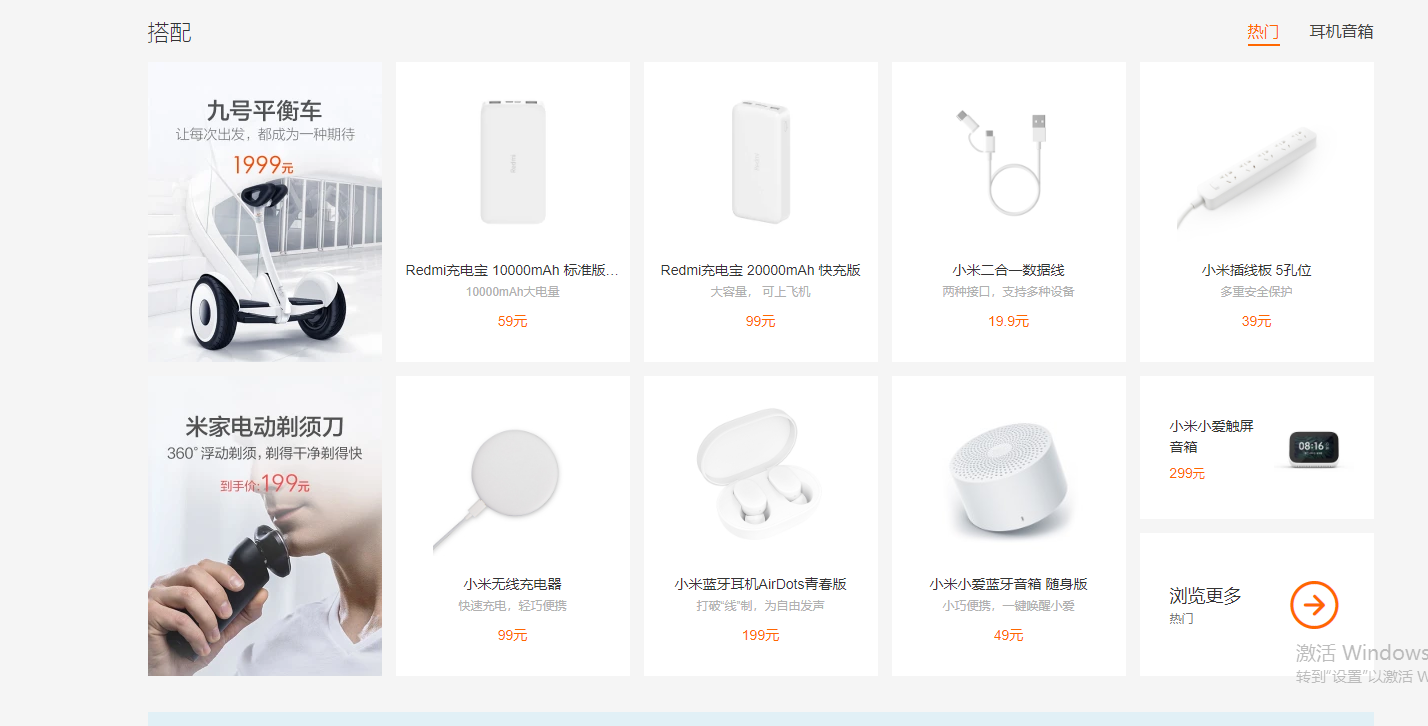 搭配
热门
耳机音箱
九号平衡车
让每次出发，都成为一种期待
1999元
Redmi
Redmi充电宝 10000mAh 标准版…
10000mAh大电量
59元
Redmi
Redmi充电宝 20000mAh 快充版
大容量， 可上飞机
99元
小米二合一数据线
两种接口，支持多种设备
19.9元
小米插线板 5孔位
多重安全保护
39元
米家电动剃须刀
360°浮动剃须，剃得干净剃得快
到手价:199元
小米无线充电器
快速充电，轻巧便携
99元
小米蓝牙耳机AirDots青春版
打破“线”制，为自由发声
199元
小米小爱蓝牙音箱 随身版
小巧便携，一键唤醒小爱
49元
小米小爱触屏
音箱
299元
08:16
浏览更多
热门
激活 Windows
转到“设置”以激活 W